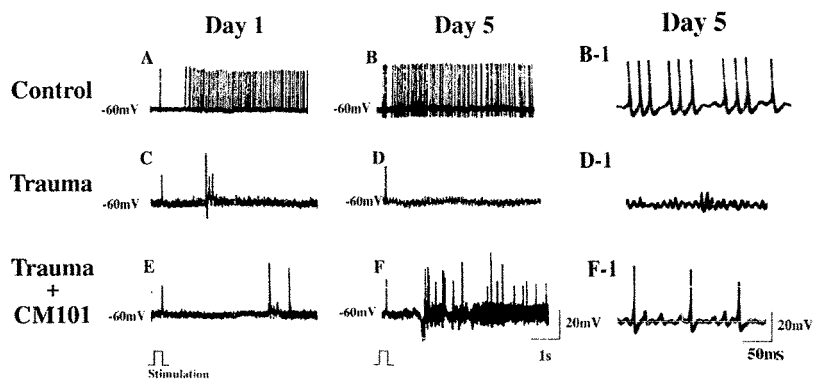 Day 1 Day 5 Day 5
A B B-1
Control -60mV -60mV
C D D-1
Trauma -60mV -60mV
Trauma
+
CM101
E F F-1
-60mV -60mV 20mV 20mV
1s 50ms
Stimulation